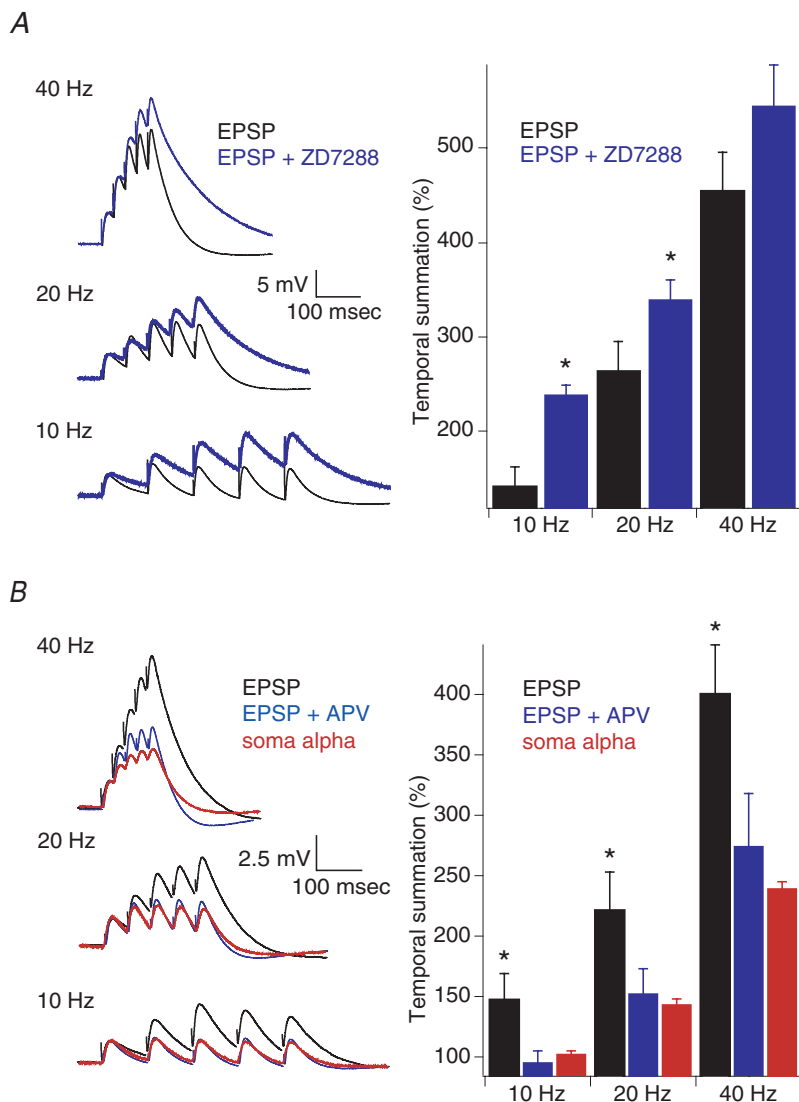 A
40 Hz
EPSP
EPSP + ZD7288
20 Hz
5 mV
100 msec
10 Hz
EPSP
EPSP + ZD7288
Temporal summation (%)
500
400
300
200
*
*
10 Hz
20 Hz
40 Hz
B
40 Hz
EPSP
EPSP + APV
soma alpha
20 Hz
2.5 mV
100 msec
10 Hz
EPSP
EPSP + APV
soma alpha
Temporal summation (%)
400
300
250
200
150
100
*
*
*
10 Hz
20 Hz
40 Hz